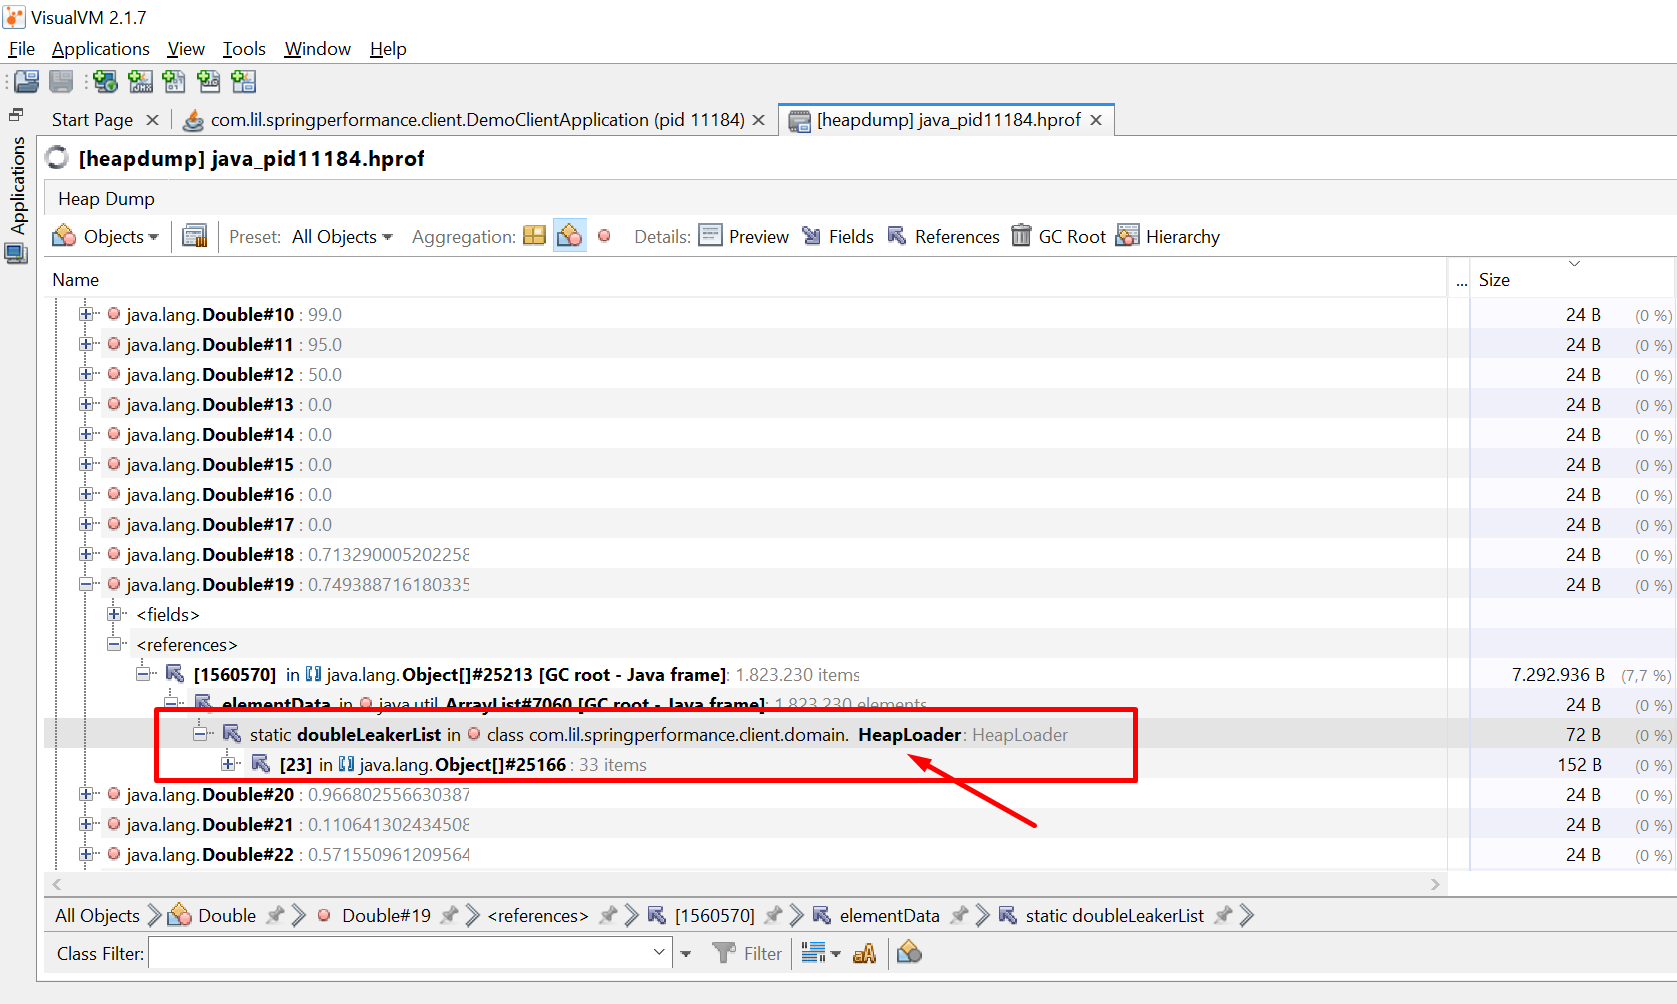 VisualVM 2.1.7
File Applications View Tools Window Help
Applications
Start Page com.lil.springperformance.client.DemoClientApplication (pid 11184) [heapdump] java_pid11184.hprof
[heapdump] java_pid11184.hprof
Heap Dump
Objects Preset: All Objects Aggregation: Details: Preview Fields References GC Root Hierarchy
Name ... Size
java.lang.Double#10 : 99.0 24 B (0 %)
java.lang.Double#11 : 95.0 24 B (0 %)
java.lang.Double#12 : 50.0 24 B (0 %)
java.lang.Double#13 : 0.0 24 B (0 %)
java.lang.Double#14 : 0.0 24 B (0 %)
java.lang.Double#15 : 0.0 24 B (0 %)
java.lang.Double#16 : 0.0 24 B (0 %)
java.lang.Double#17 : 0.0 24 B (0 %)
java.lang.Double#18 : 0.713290005202258 24 B (0 %)
java.lang.Double#19 : 0.749388716180335 24 B (0 %)
<fields>
<references>
[1560570] in java.lang.Object[]#25213 [GC root - Java frame]: 1.823.230 items 7.292.936 B (7,7 %)
elementData in java.util.ArrayList#7060 [GC root - Java frame]: 1.823.230 elements 24 B (0 %)
static doubleLeakerList in class com.lil.springperformance.client.domain. HeapLoader: HeapLoader 72 B (0 %)
[23] in java.lang.Object[]#25166 : 33 items 152 B (0 %)
java.lang.Double#20 : 0.966802556630387 24 B (0 %)
java.lang.Double#21 : 0.110641302434508 24 B (0 %)
java.lang.Double#22 : 0.571550961209564 24 B (0 %)
All Objects Double Double#19 <references> [1560570] elementData static doubleLeakerList
Class Filter: Filter aA